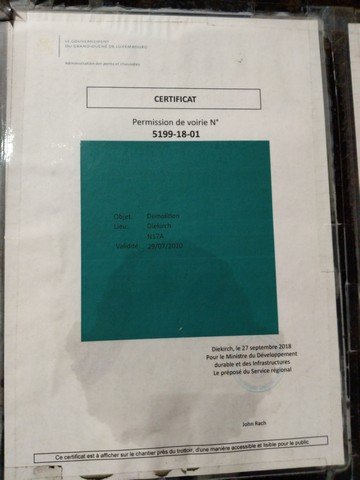 LE GOUVERNEMENT
DU GRAND-DUCHÉ DE LUXEMBOURG
Administration des ponts et chaussées
CERTIFICAT
Permission de voirie N°
5199-18-01
Objet: Démolition
Lieu: Diekirch
N17A
Validité: 29/07/2020
Diekirch, le 27 septembre 2018
Pour le Ministre du Développement
durable et des Infrastructures
Le préposé du Service régional
John Rach
Ce certificat est à afficher sur le chantier près du trottoir, d'une manière accessible et lisible pour le public